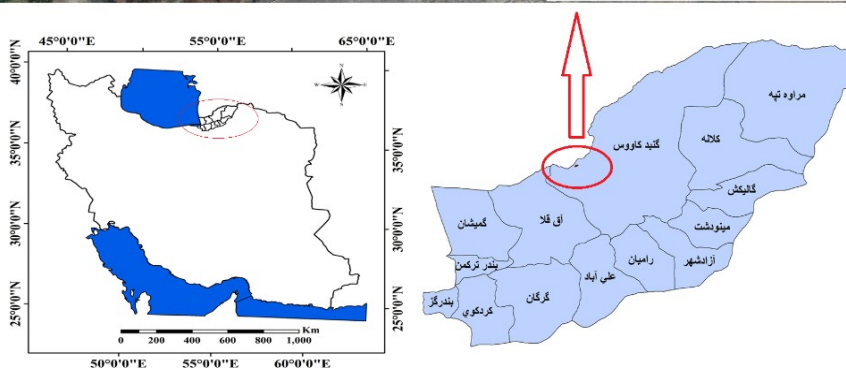 45°0'0"E 55°0'0"E 65°0'0"E
40°0'0"N
35°0'0"N
30°0'0"N
25°0'0"N
N
W E
S
40°0'0"N
35°0'0"N
30°0'0"N
25°0'0"N
Km
0 200 400 600 800 1,000
50°0'0"E 55°0'0"E 60°0'0"E
مراوه تپه
کلاله
گنبد کاووس
گالیکش
مینودشت
آق قلا
گمیشان
آزادشهر
رامیان
علي آباد
بندر ترکمن
گرگان
کردکوي
بندرگز